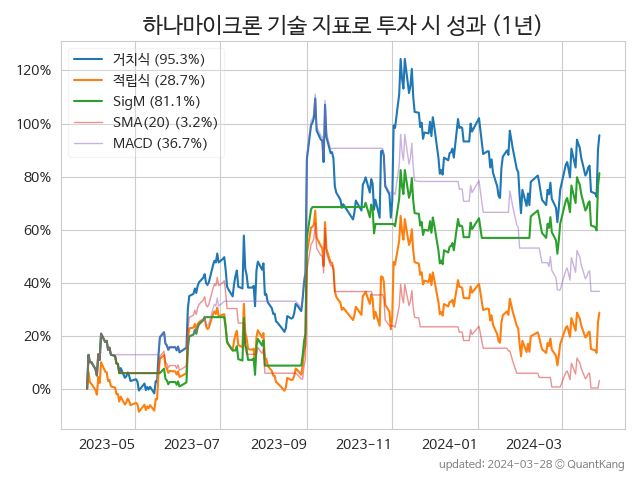 하나마이크론 기술 지표로 투자 시 성과 (1년)
거치식 (95.3%)
적립식 (28.7%)
SigM (81.1%)
SMA(20) (3.2%)
MACD (36.7%)
120%
100%
80%
60%
40%
20%
0%
2023-05 2023-07 2023-09 2023-11 2024-01 2024-03
updated: 2024-03-28 © QuantKang